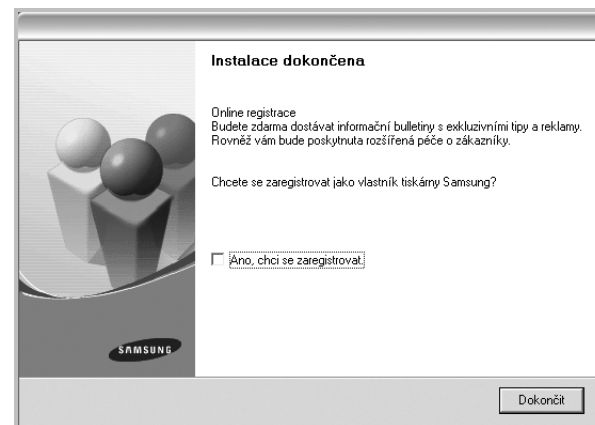 Instalace dokončena
Online registrace
Budete zdarma dostávat informační bulletiny s exkluzivními tipy a reklamy.
Rovněž vám bude poskytnuta rozšířená péče o zákazníky.
Chcete se zaregistrovat jako vlastník tiskárny Samsung?
Ano, chci se zaregistrovat.
SAMSUNG
Dokončit